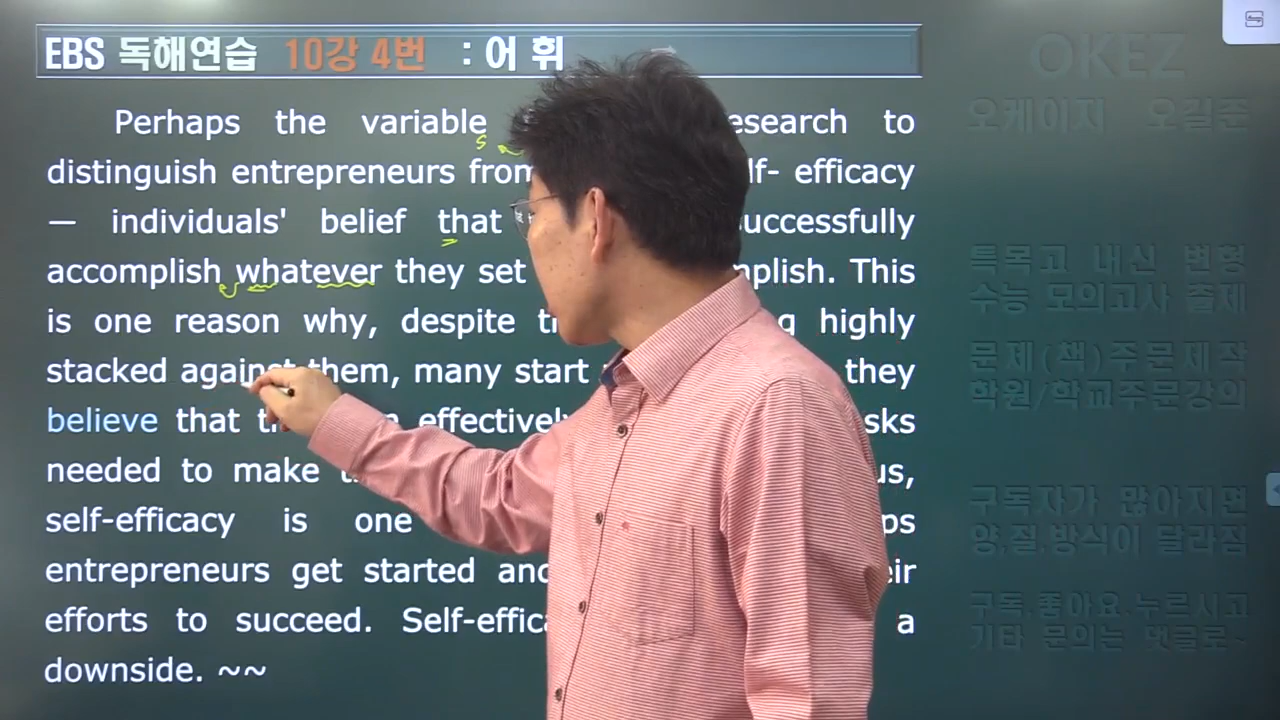 EBS 독해연습 10강 4번 : 어 휘
Perhaps the variable esearch to
distinguish entrepreneurs from lf- efficacy
— individuals' belief that uccessfully
accomplish whatever they set plish. This
is one reason why, despite highly
stacked against them, many start they
believe that effectively sks
needed to make us,
self-efficacy is one ps
entrepreneurs get started and eir
efforts to succeed. Self-effica a
downside. ~~
S
OKEZ
오케이지 오길준
특목고 내신 변형
수능 모의고사 출제
문제(책)주문제작
학원/학교주문강의
구독자가 많아지면
양,질,방식이 달라짐
구독,좋아요 누르시고
기타 문의는 댓글로~